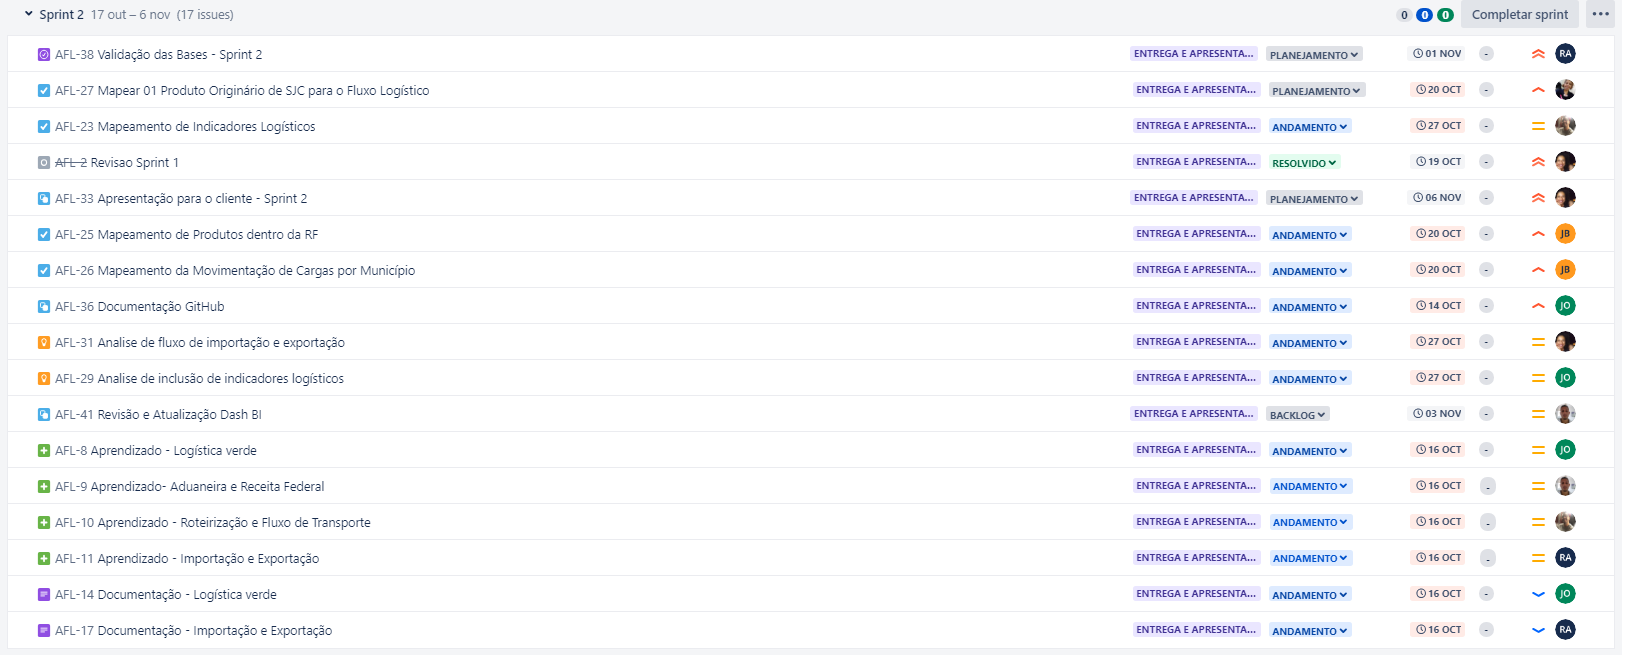 Sprint 2 17 out – 6 nov (17 issues) 0 0 0 Completar sprint
AFL-38 Validação das Bases - Sprint 2 ENTREGA E APRESENTA... PLANEJAMENTO 01 NOV - RA
AFL-27 Mapear 01 Produto Originário de SJC para o Fluxo Logístico ENTREGA E APRESENTA... PLANEJAMENTO 20 OCT -
AFL-23 Mapeamento de Indicadores Logísticos ENTREGA E APRESENTA... ANDAMENTO 27 OCT -
AFL-2 Revisao Sprint 1 ENTREGA E APRESENTA... RESOLVIDO 19 OCT -
AFL-33 Apresentação para o cliente - Sprint 2 ENTREGA E APRESENTA... PLANEJAMENTO 06 NOV -
AFL-25 Mapeamento de Produtos dentro da RF ENTREGA E APRESENTA... ANDAMENTO 20 OCT - JB
AFL-26 Mapeamento da Movimentação de Cargas por Município ENTREGA E APRESENTA... ANDAMENTO 20 OCT - JB
AFL-36 Documentação GitHub ENTREGA E APRESENTA... ANDAMENTO 14 OCT - JO
AFL-31 Analise de fluxo de importação e exportação ENTREGA E APRESENTA... ANDAMENTO 27 OCT -
AFL-29 Analise de inclusão de indicadores logísticos ENTREGA E APRESENTA... ANDAMENTO 27 OCT - JO
AFL-41 Revisão e Atualização Dash BI ENTREGA E APRESENTA... BACKLOG 03 NOV -
AFL-8 Aprendizado - Logística verde ENTREGA E APRESENTA... ANDAMENTO 16 OCT - JO
AFL-9 Aprendizado- Aduaneira e Receita Federal ENTREGA E APRESENTA... ANDAMENTO 16 OCT -
AFL-10 Aprendizado - Roteirização e Fluxo de Transporte ENTREGA E APRESENTA... ANDAMENTO 16 OCT -
AFL-11 Aprendizado - Importação e Exportação ENTREGA E APRESENTA... ANDAMENTO 16 OCT - RA
AFL-14 Documentação - Logística verde ENTREGA E APRESENTA... ANDAMENTO 16 OCT - JO
AFL-17 Documentação - Importação e Exportação ENTREGA E APRESENTA... ANDAMENTO 16 OCT - RA